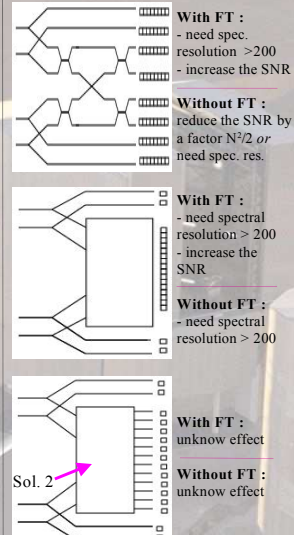 With FT :
- need spec.
resolution >200
- increase the SNR
Without FT :
reduce the SNR by
a factor N²/2 or
need spec. res.
With FT :
- need spectral
resolution > 200
- increase the
SNR
Without FT :
- need spectral
resolution > 200
With FT :
unknow effect
Without FT :
unknow effect
Sol. 2